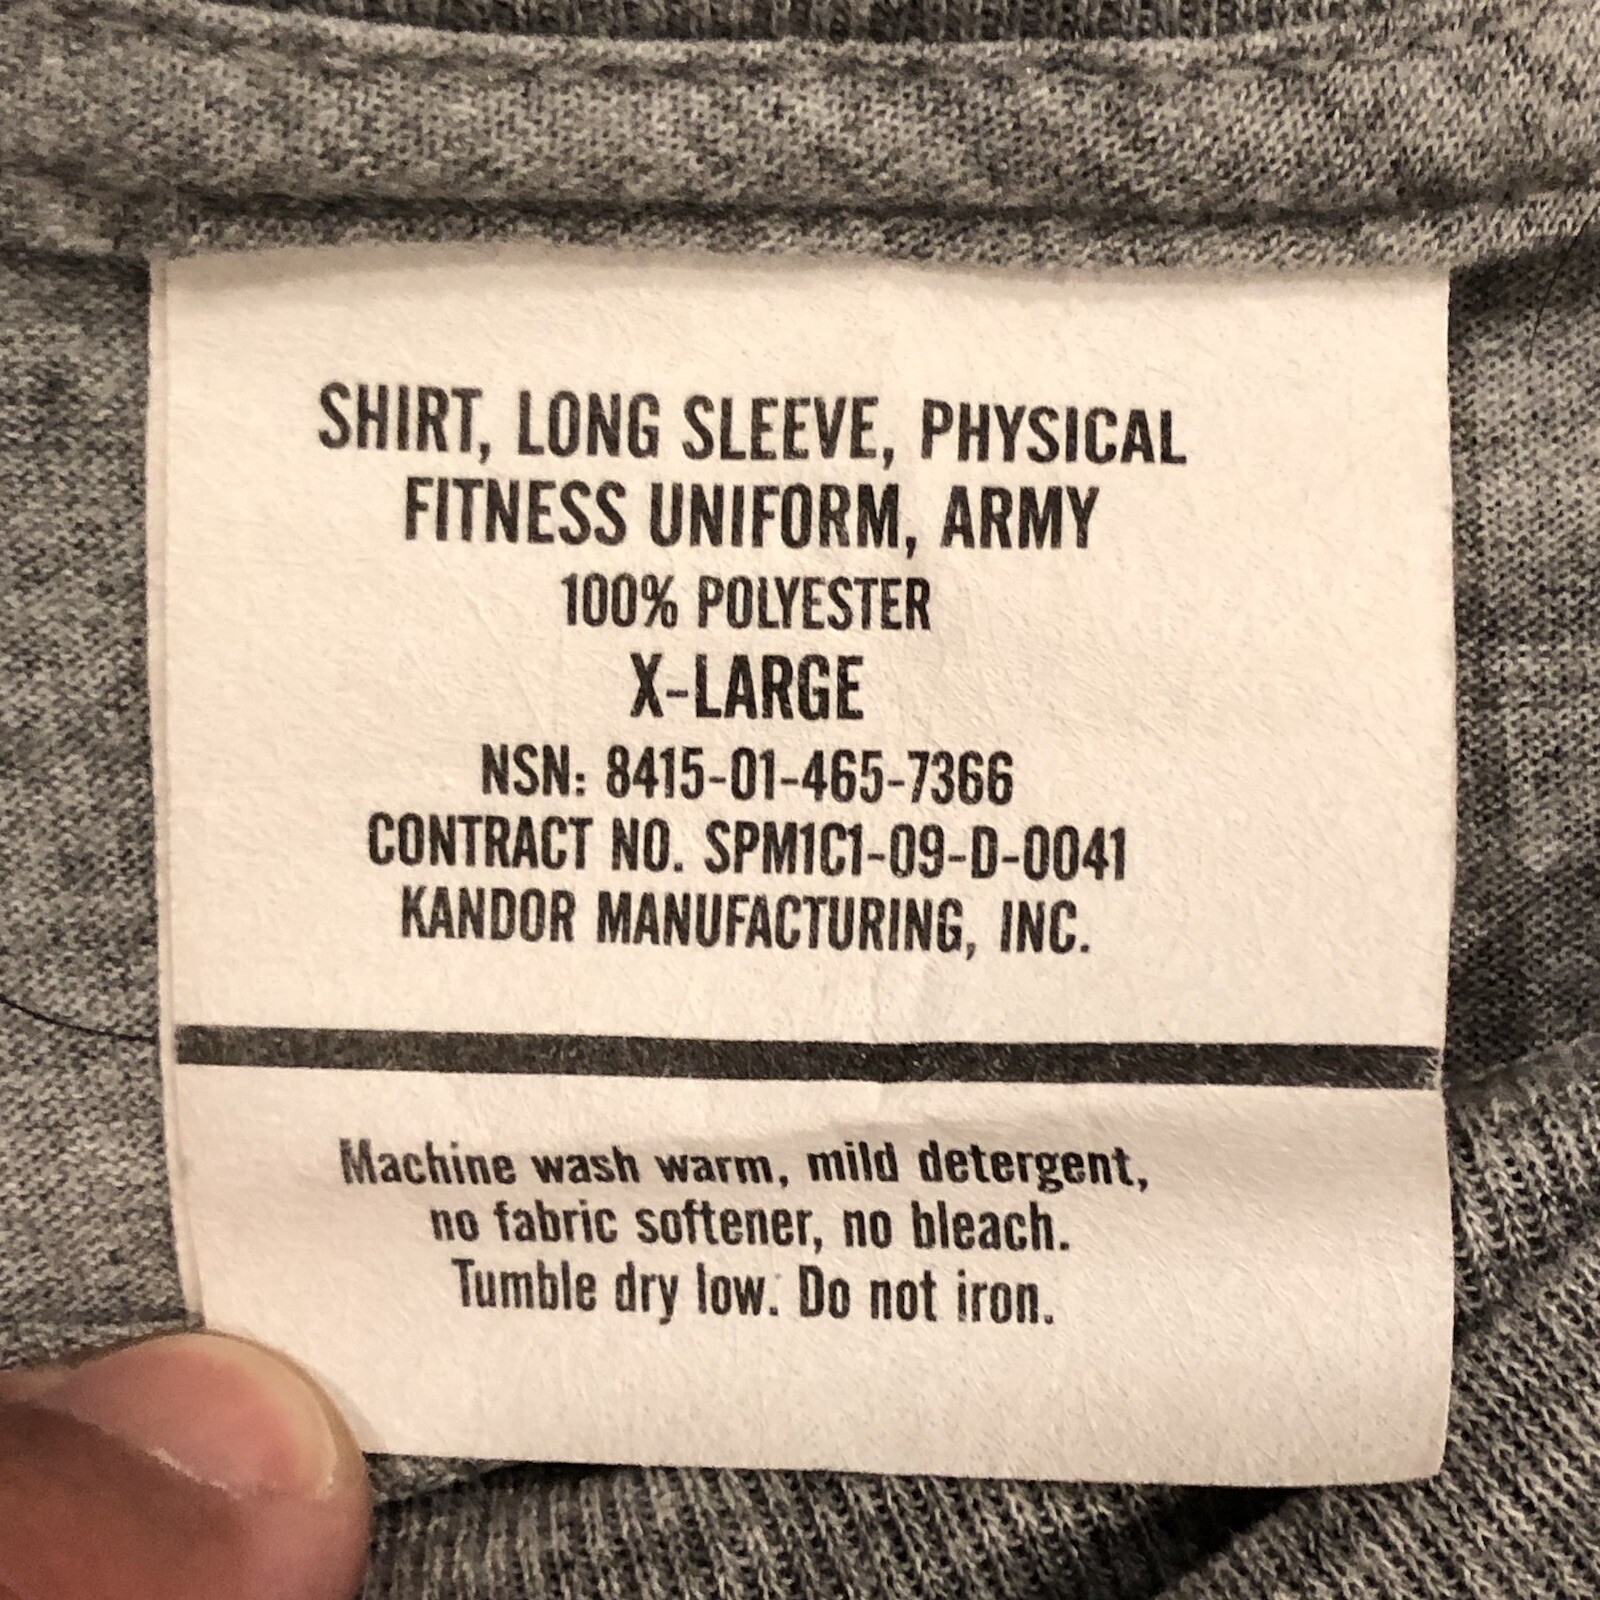 SHIRT, LONG SLEEVE, PHYSICAL
FITNESS UNIFORM, ARMY
100% POLYESTER
X-LARGE
NSN: 8415-01-465-7366
CONTRACT NO. SPM1C1-09-D-0041
KANDOR MANUFACTURING, INC.
Machine wash warm, mild detergent,
no fabric softener, no bleach.
Tumble dry low. Do not iron.